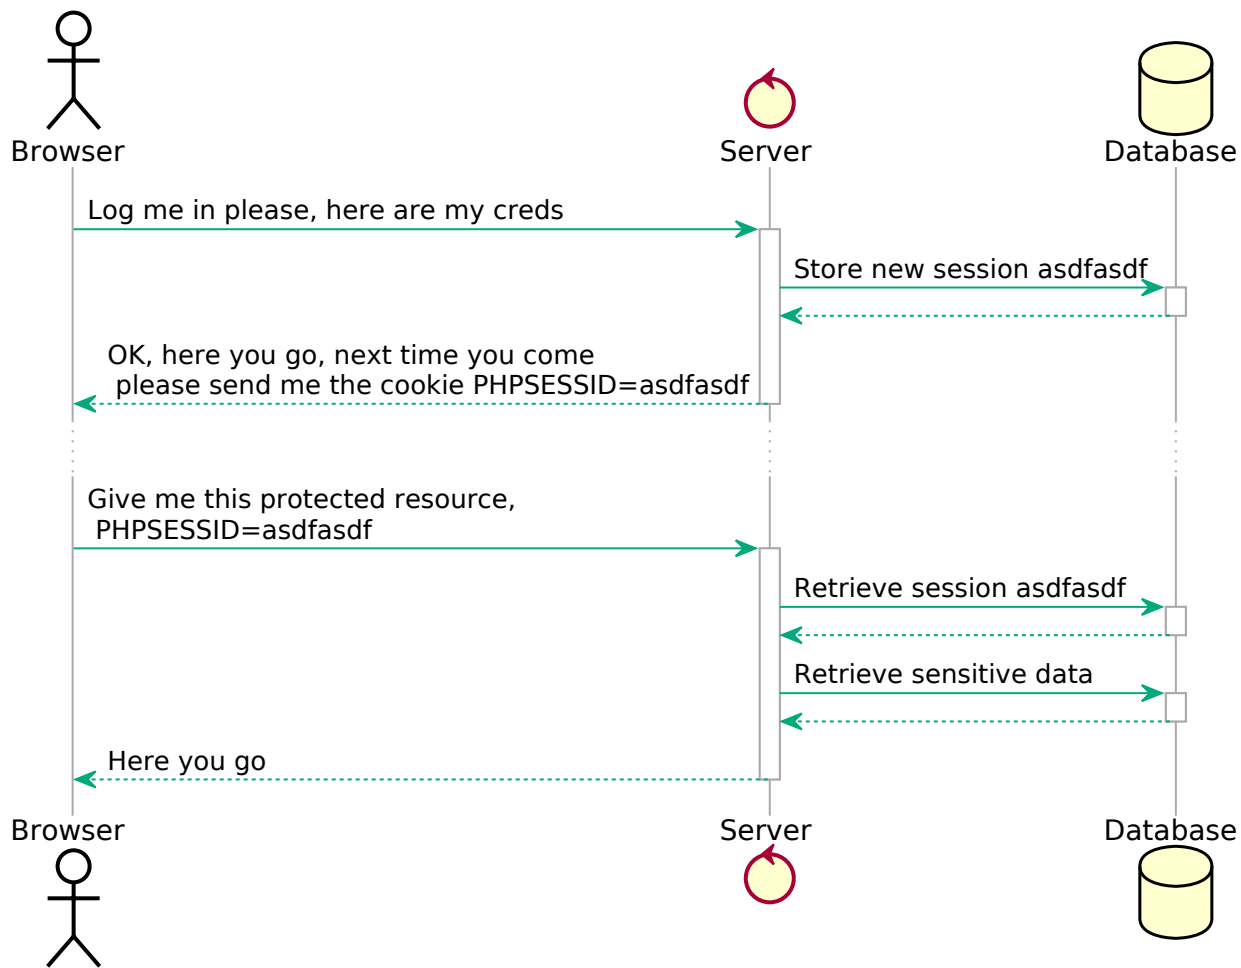 Browser
Server
Database
Log me in please, here are my creds
Store new session asdfasdf
OK, here you go, next time you come
please send me the cookie PHPSESSID=asdfasdf
Give me this protected resource,
PHPSESSID=asdfasdf
Retrieve session asdfasdf
Retrieve sensitive data
Here you go
Browser
Server
Database